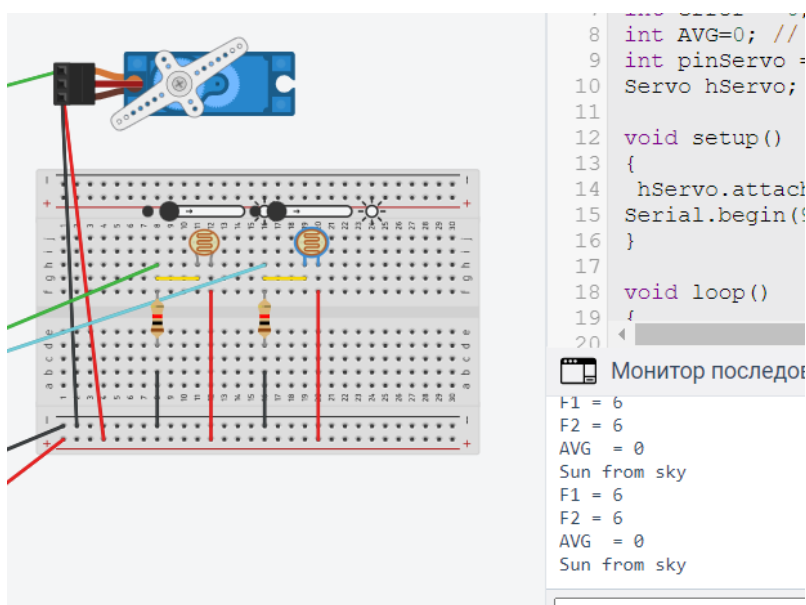 8 int AVG=0; //
9 int pinServo =
10 Servo hServo;
11
12 void setup()
13 {
14 hServo.attach
15 Serial.begin(9
16 }
17
18 void loop()
19 {
20
Монитор последов
F1 = 6
F2 = 6
AVG = 0
Sun from sky
F1 = 6
F2 = 6
AVG = 0
Sun from sky